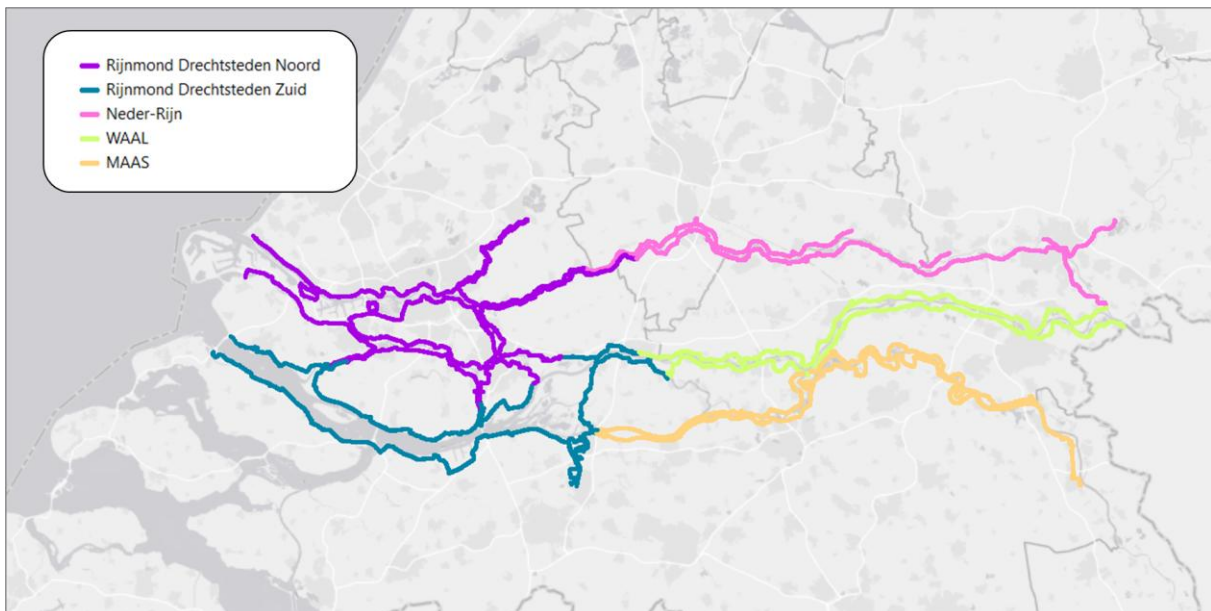 Rijnmond Drechtsteden Noord
Rijnmond Drechtsteden Zuid
Neder-Rijn
WAAL
MAAS